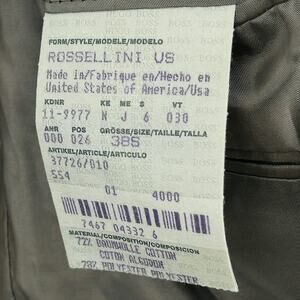 HUGO BOSS
FORM/STYLE/MODELE/MODELO
ROSSELLINI US
Made in/Fabrique en/Hecho en
United States of America/Usa
KDNR KE ME S VT
11-9977 N J 6 030
ANR POS GRÖSSE/SIZE/TAILLE/TALLA
000 026 38S
ARTIKEL/ARTICLE/ARTICULO
37726/010
554
01 4000
7467 04332 6
MATERIAL/COMPOSITION/COMPOSICION
72% BAUMWOLLE COTTON
COTON ALGODON
28% POLYESTER POLYESTER